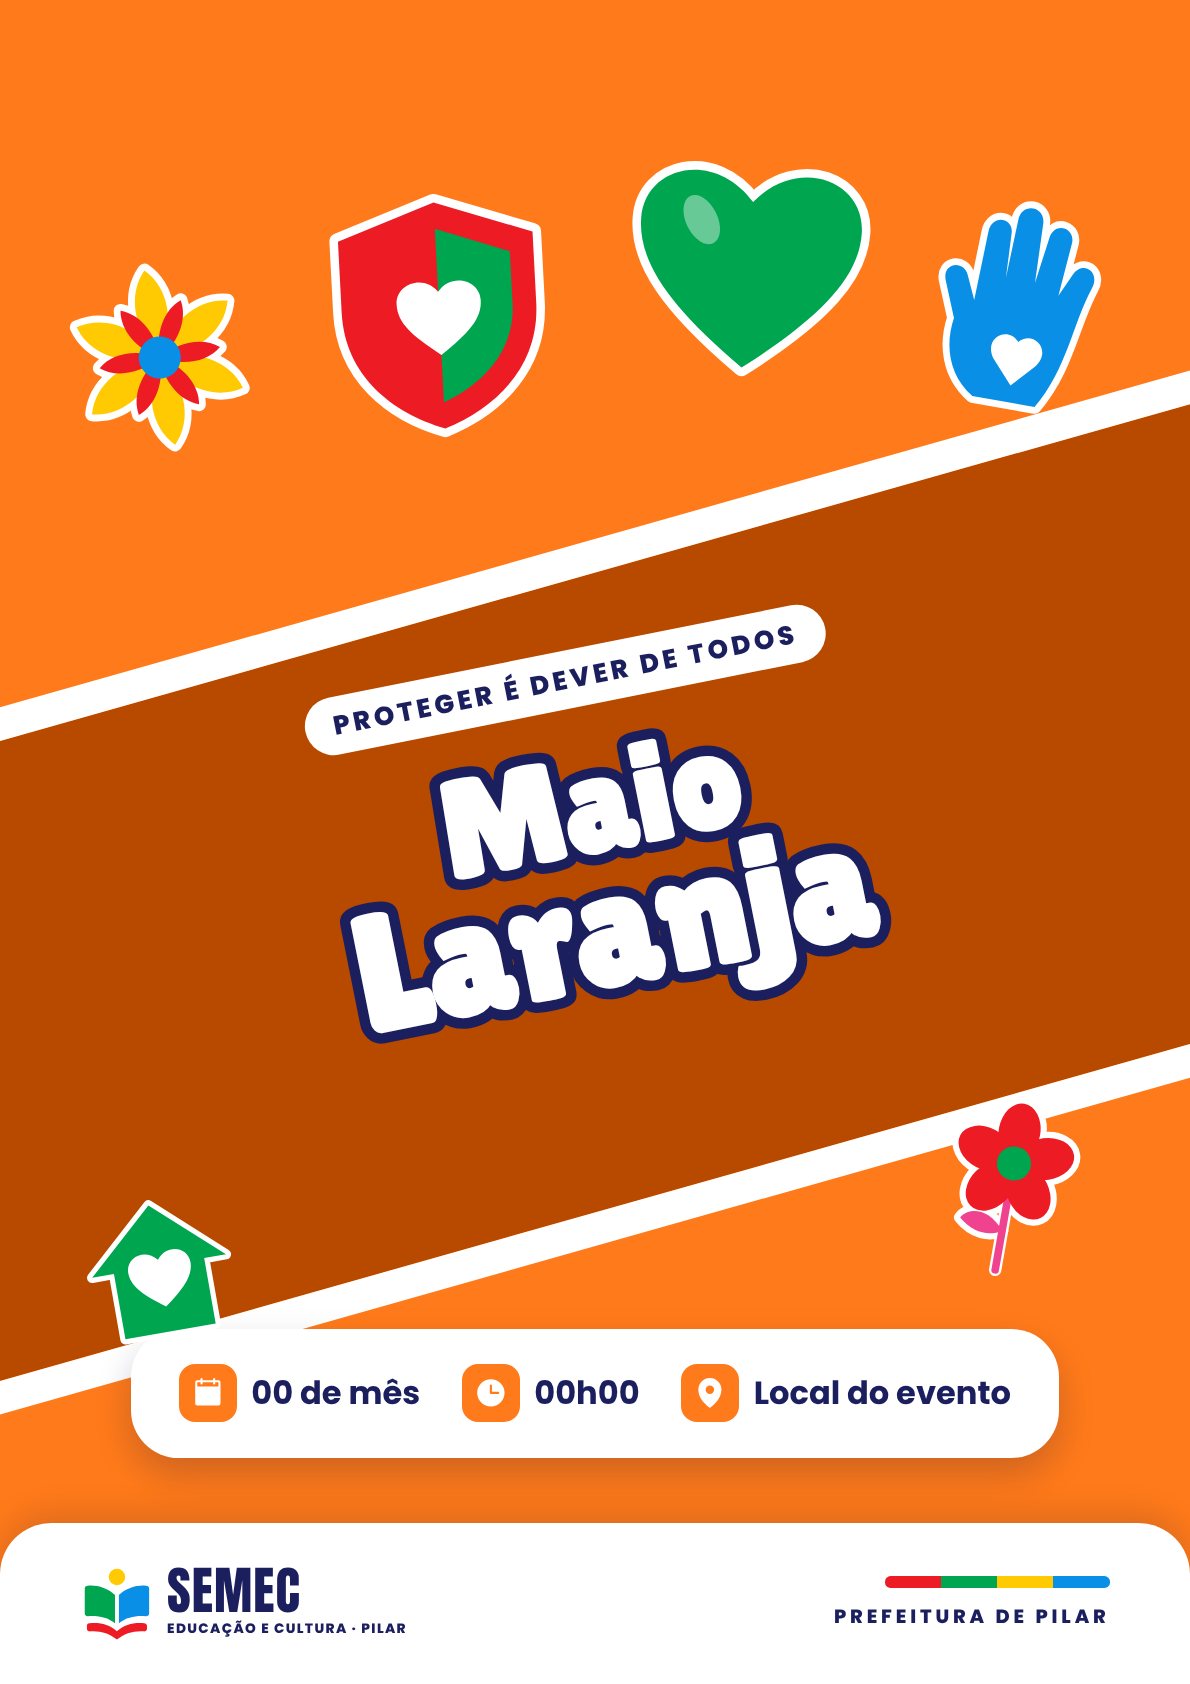 PROTEGER É DEVER DE TODOS
Maio
Laranja
00 de mês
00h00
Local do evento
SEMEC
EDUCAÇÃO E CULTURA · PILAR
PREFEITURA DE PILAR